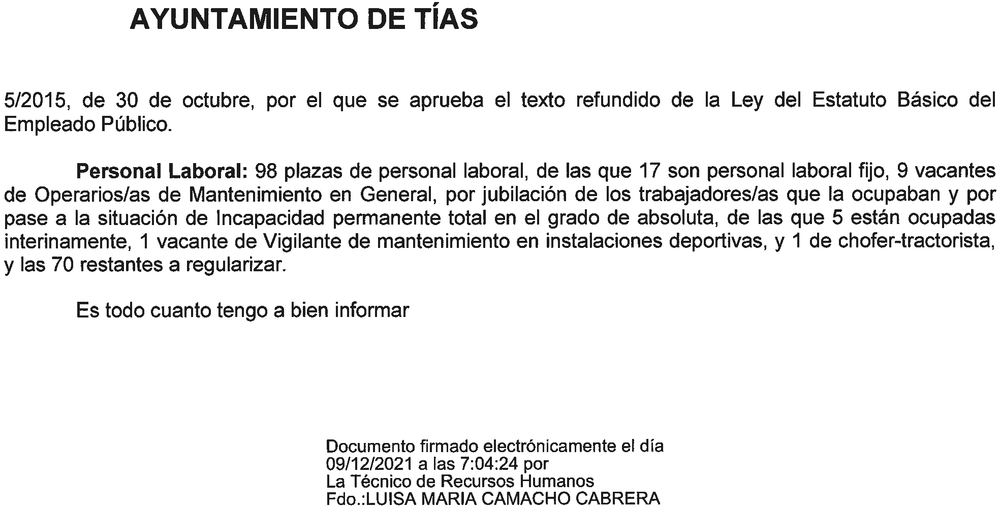 AYUNTAMIENTO DE TÍAS
5/2015, de 30 de octubre, por el que se aprueba el texto refundido de la Ley del Estatuto Básico del
Empleado Público.
Personal Laboral: 98 plazas de personal laboral, de las que 17 son personal laboral fijo, 9 vacantes
de Operarios/as de Mantenimiento en General, por jubilación de los trabajadores/as que la ocupaban y por
pase a la situación de Incapacidad permanente total en el grado de absoluta, de las que 5 están ocupadas
interinamente, 1 vacante de Vigilante de mantenimiento en instalaciones deportivas, y 1 de chofer-tractorista,
y las 70 restantes a regularizar.
Es todo cuanto tengo a bien informar
Documento firmado electrónicamente el día
09/12/2021 a las 7:04:24 por
La Técnico de Recursos Humanos
Fdo.:LUISA MARIA CAMACHO CABRERA